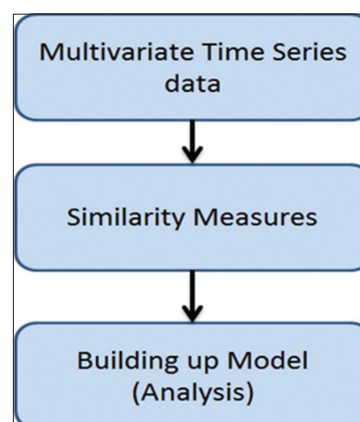 Multivariate Time Series
data
Similarity Measures
Building up Model
(Analysis)